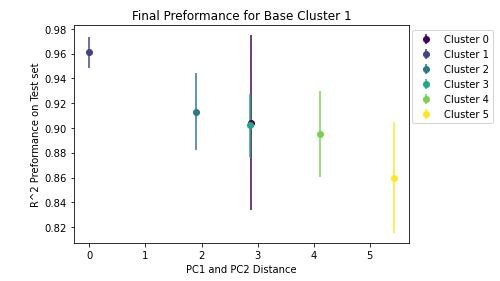 Final Preformance for Base Cluster 1
R^2 Preformance on Test set
0.98
0.96
0.94
0.92
0.90
0.88
0.86
0.84
0.82
0 1 2 3 4 5
PC1 and PC2 Distance
Cluster 0
Cluster 1
Cluster 2
Cluster 3
Cluster 4
Cluster 5